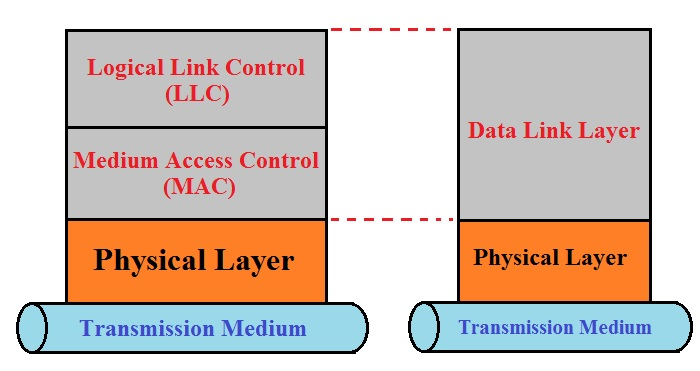 Logical Link Control
(LLC)
Medium Access Control
(MAC)
Physical Layer
Transmission Medium
Data Link Layer
Physical Layer
Transmission Medium